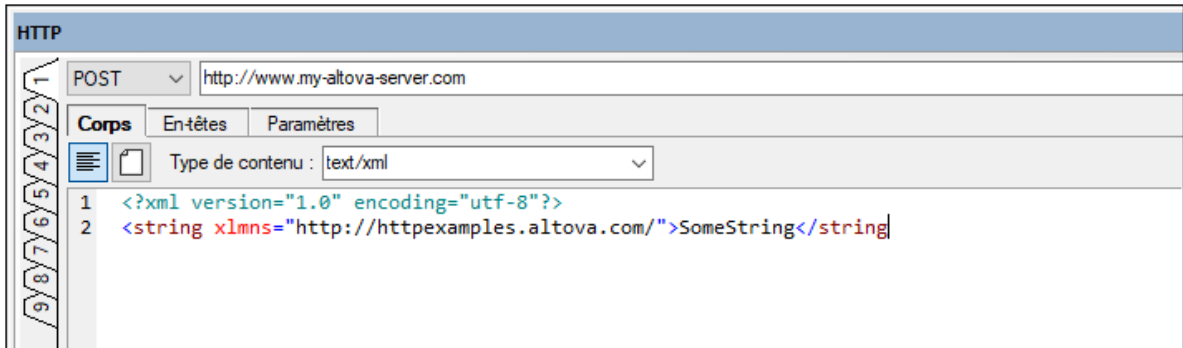 HTTP
POST http://www.my-altova-server.com
Corps En-têtes Paramètres
Type de contenu : text/xml
1 <?xml version="1.0" encoding="utf-8"?>
2 <string xlmns="http://httpexamples.altova.com/">SomeString</string
1
2
3
4
5
6
7
8
9